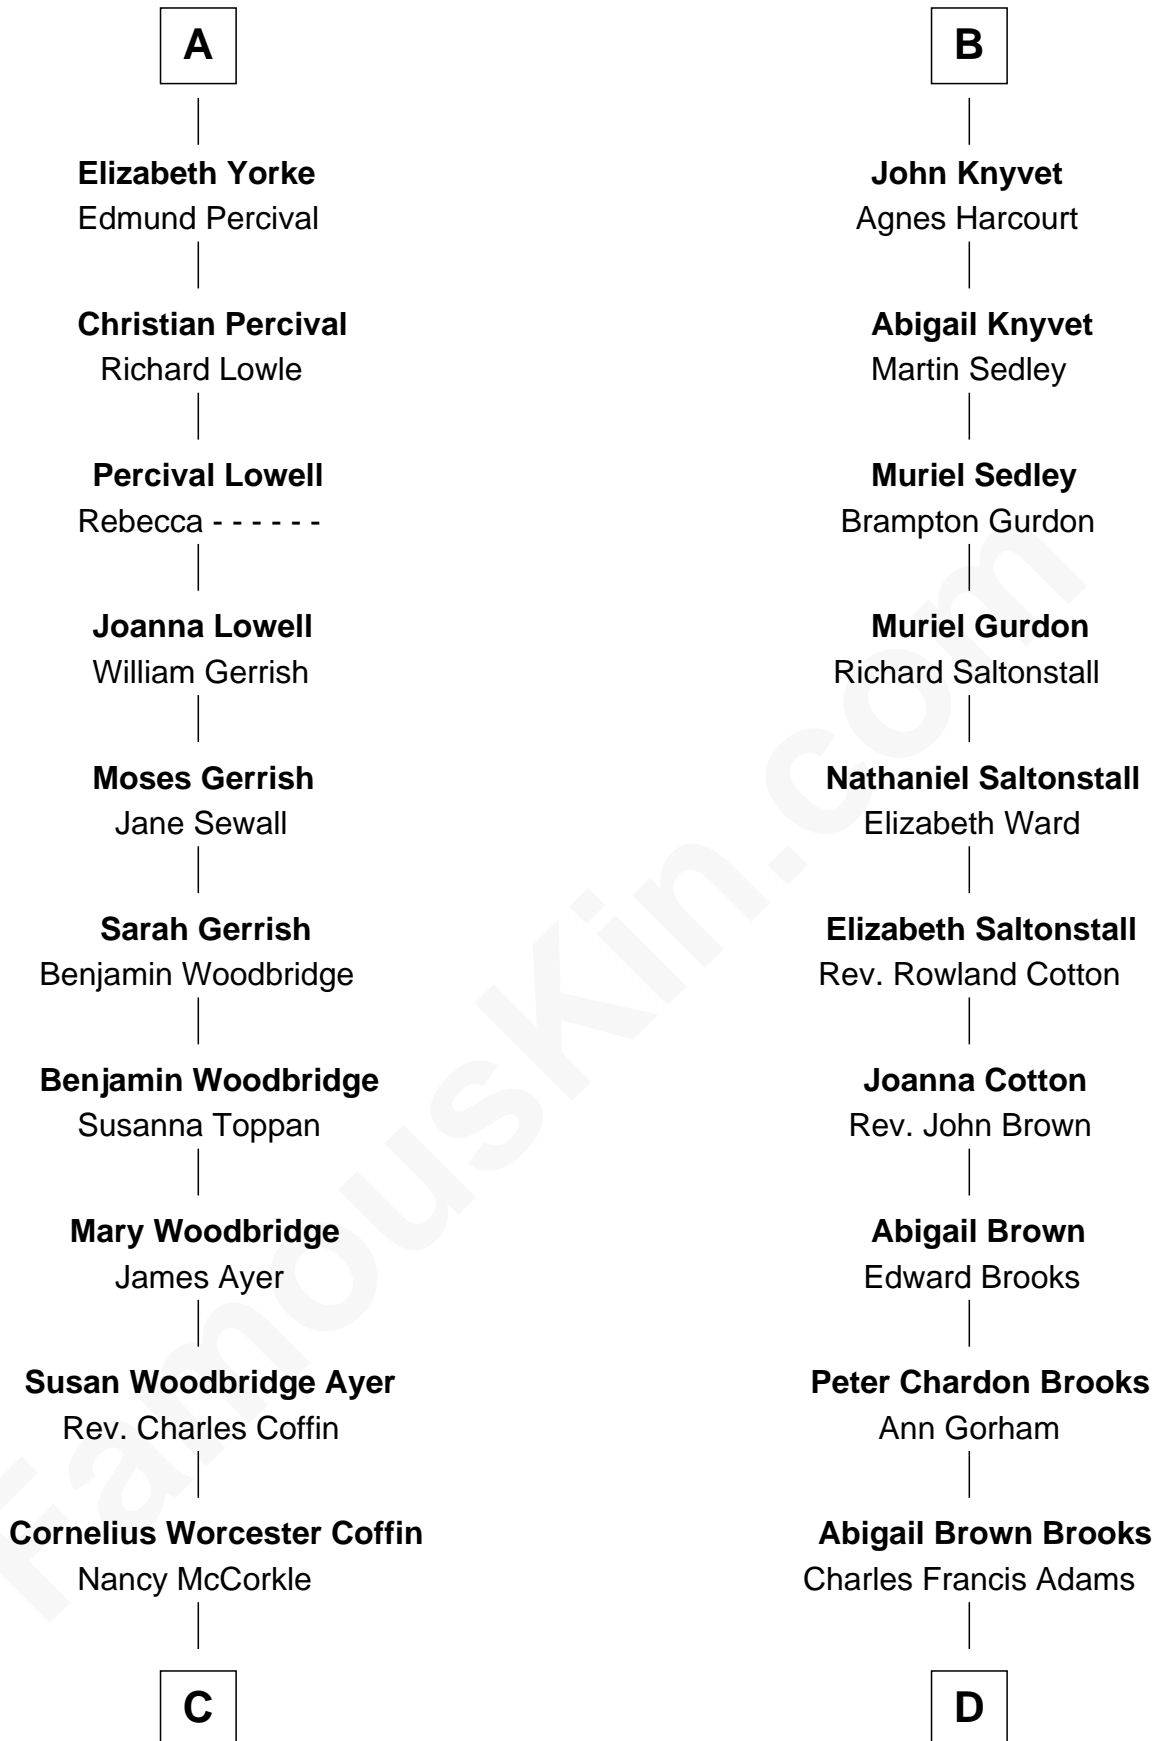 A
Elizabeth Yorke
Edmund Percival
Christian Percival
Richard Lowle
Percival Lowell
Rebecca - - - - - -
Joanna Lowell
William Gerrish
Moses Gerrish
Jane Sewall
Sarah Gerrish
Benjamin Woodbridge
Benjamin Woodbridge
Susanna Toppan
Mary Woodbridge
James Ayer
Susan Woodbridge Ayer
Rev. Charles Coffin
Cornelius Worcester Coffin
Nancy McCorkle
C
B
John Knyvet
Agnes Harcourt
Abigail Knyvet
Martin Sedley
Muriel Sedley
Brampton Gurdon
Muriel Gurdon
Richard Saltonstall
Nathaniel Saltonstall
Elizabeth Ward
Elizabeth Saltonstall
Rev. Rowland Cotton
Joanna Cotton
Rev. John Brown
Abigail Brown
Edward Brooks
Peter Chardon Brooks
Ann Gorham
Abigail Brown Brooks
Charles Francis Adams
D
FamousKin.com